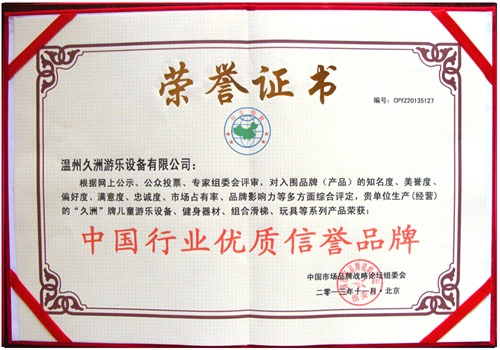 荣誉证书
编号：CPYZ20135127
温州久洲游乐设备有限公司：
根据网上公示、公众投票、专家组委会评审，对入围品牌（产品）的知名度、美誉度、
偏好度、满意度、忠诚度、市场占有率、品牌影响力等多方面综合评定，贵单位生产(经营)
的“久洲”牌儿童游乐设备、健身器材、组合滑梯、玩具等系列产品荣获：
中国行业优质信誉品牌
中国市场品牌战略论坛组委会
二零一三年十一月·北京